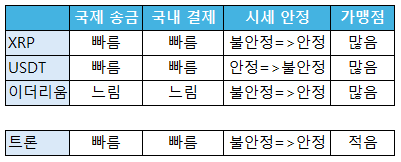 국제 송금 국내 결제 시세 안정 가맹점
XRP 빠름 빠름 불안정=>안정 많음
USDT 빠름 빠름 안정=>불안정 많음
이더리움 느림 느림 불안정=>안정 많음
트론 빠름 빠름 불안정=>안정 적음